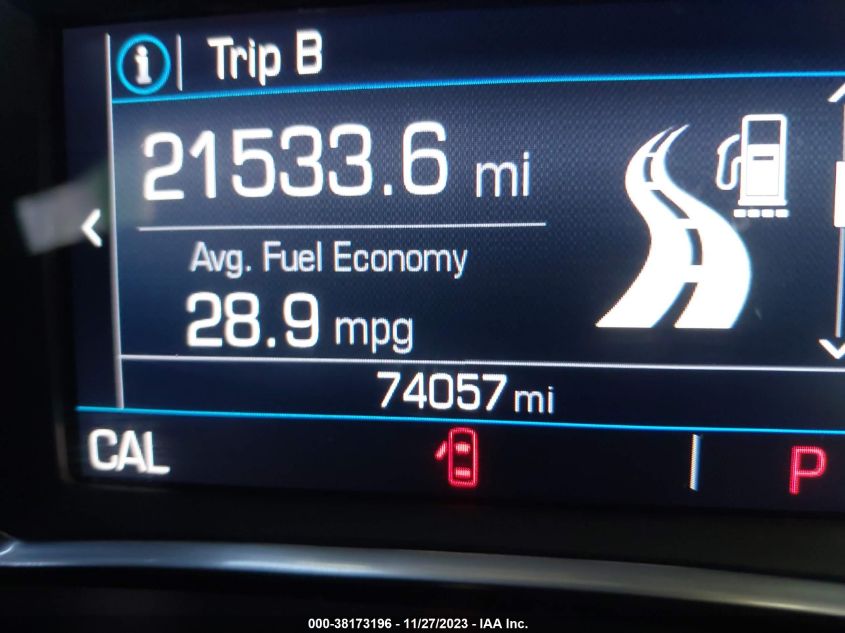 Trip B
21533.6 mi
Avg. Fuel Economy
28.9 mpg
74057 mi
CAL P
000-38173196 - 11/27/2023 - IAA Inc.